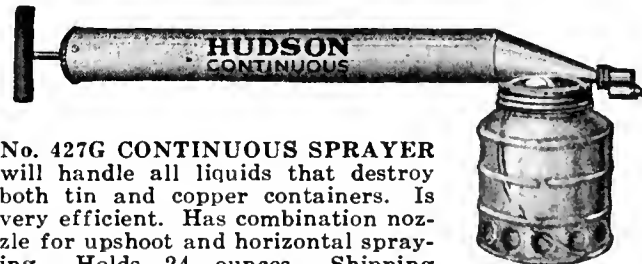 HUDSON
CONTINUOUS
No. 427G CONTINUOUS SPRAYER
will handle all liquids that destroy
both tin and copper containers. Is
very efficient. Has combination noz-
zle for upshoot and horizontal spray-
ing. Holds 24 ounces. Shipping